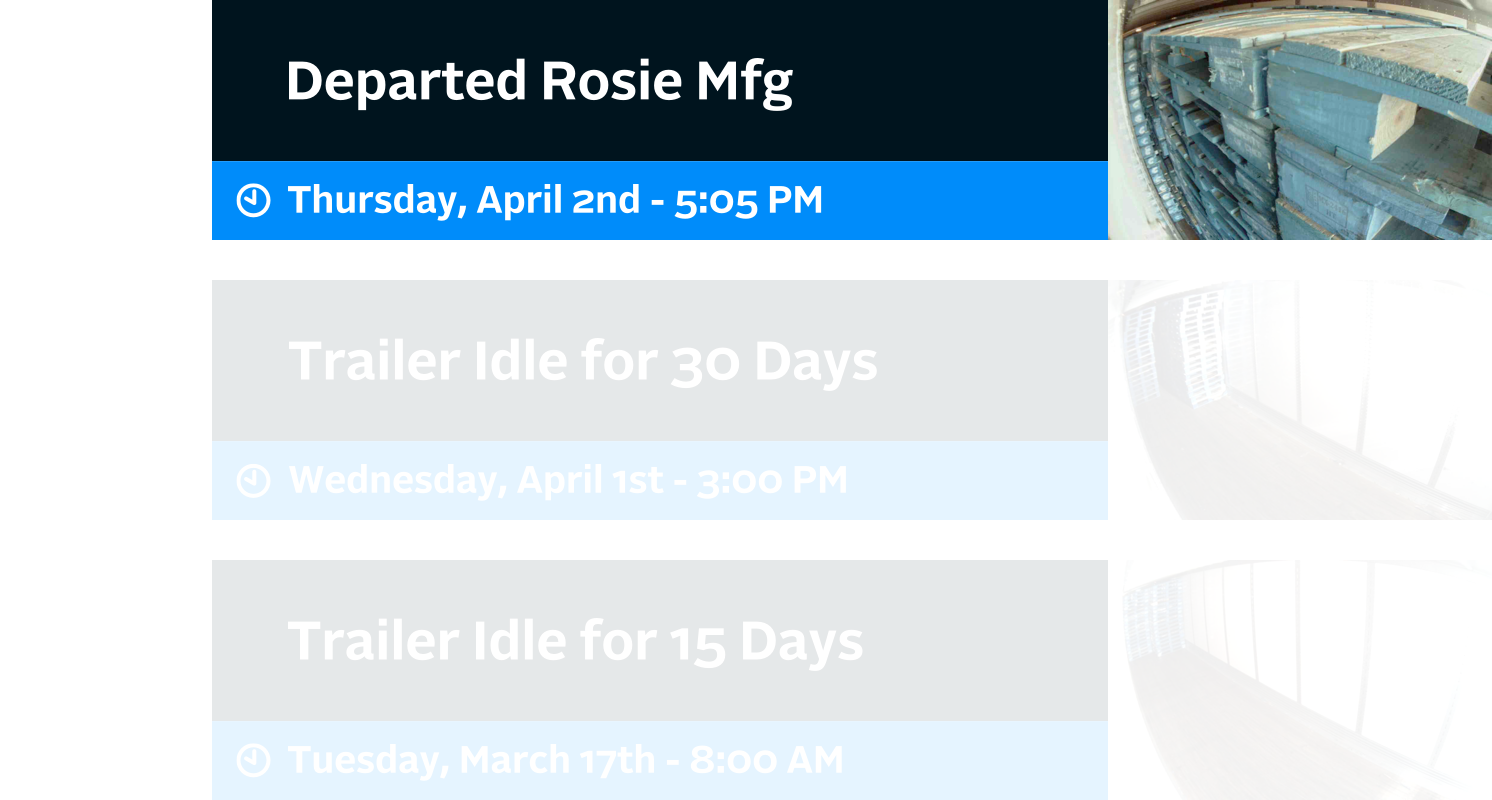 Departed Rosie Mfg
Thursday, April 2nd - 5:05 PM
Trailer Idle for 30 Days
Wednesday, April 1st - 3:00 PM
Trailer Idle for 15 Days
Tuesday, March 17th - 8:00 AM